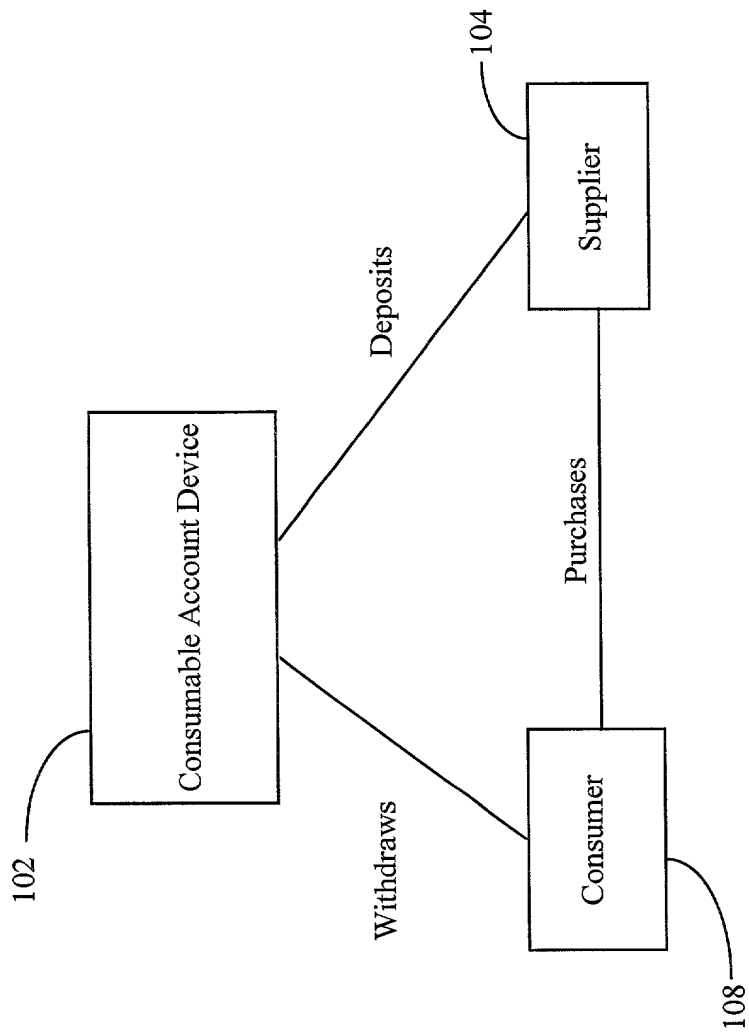 102
Consumable Account Device
Withdraws
Deposits
104
Consumer
Purchases
Supplier
108